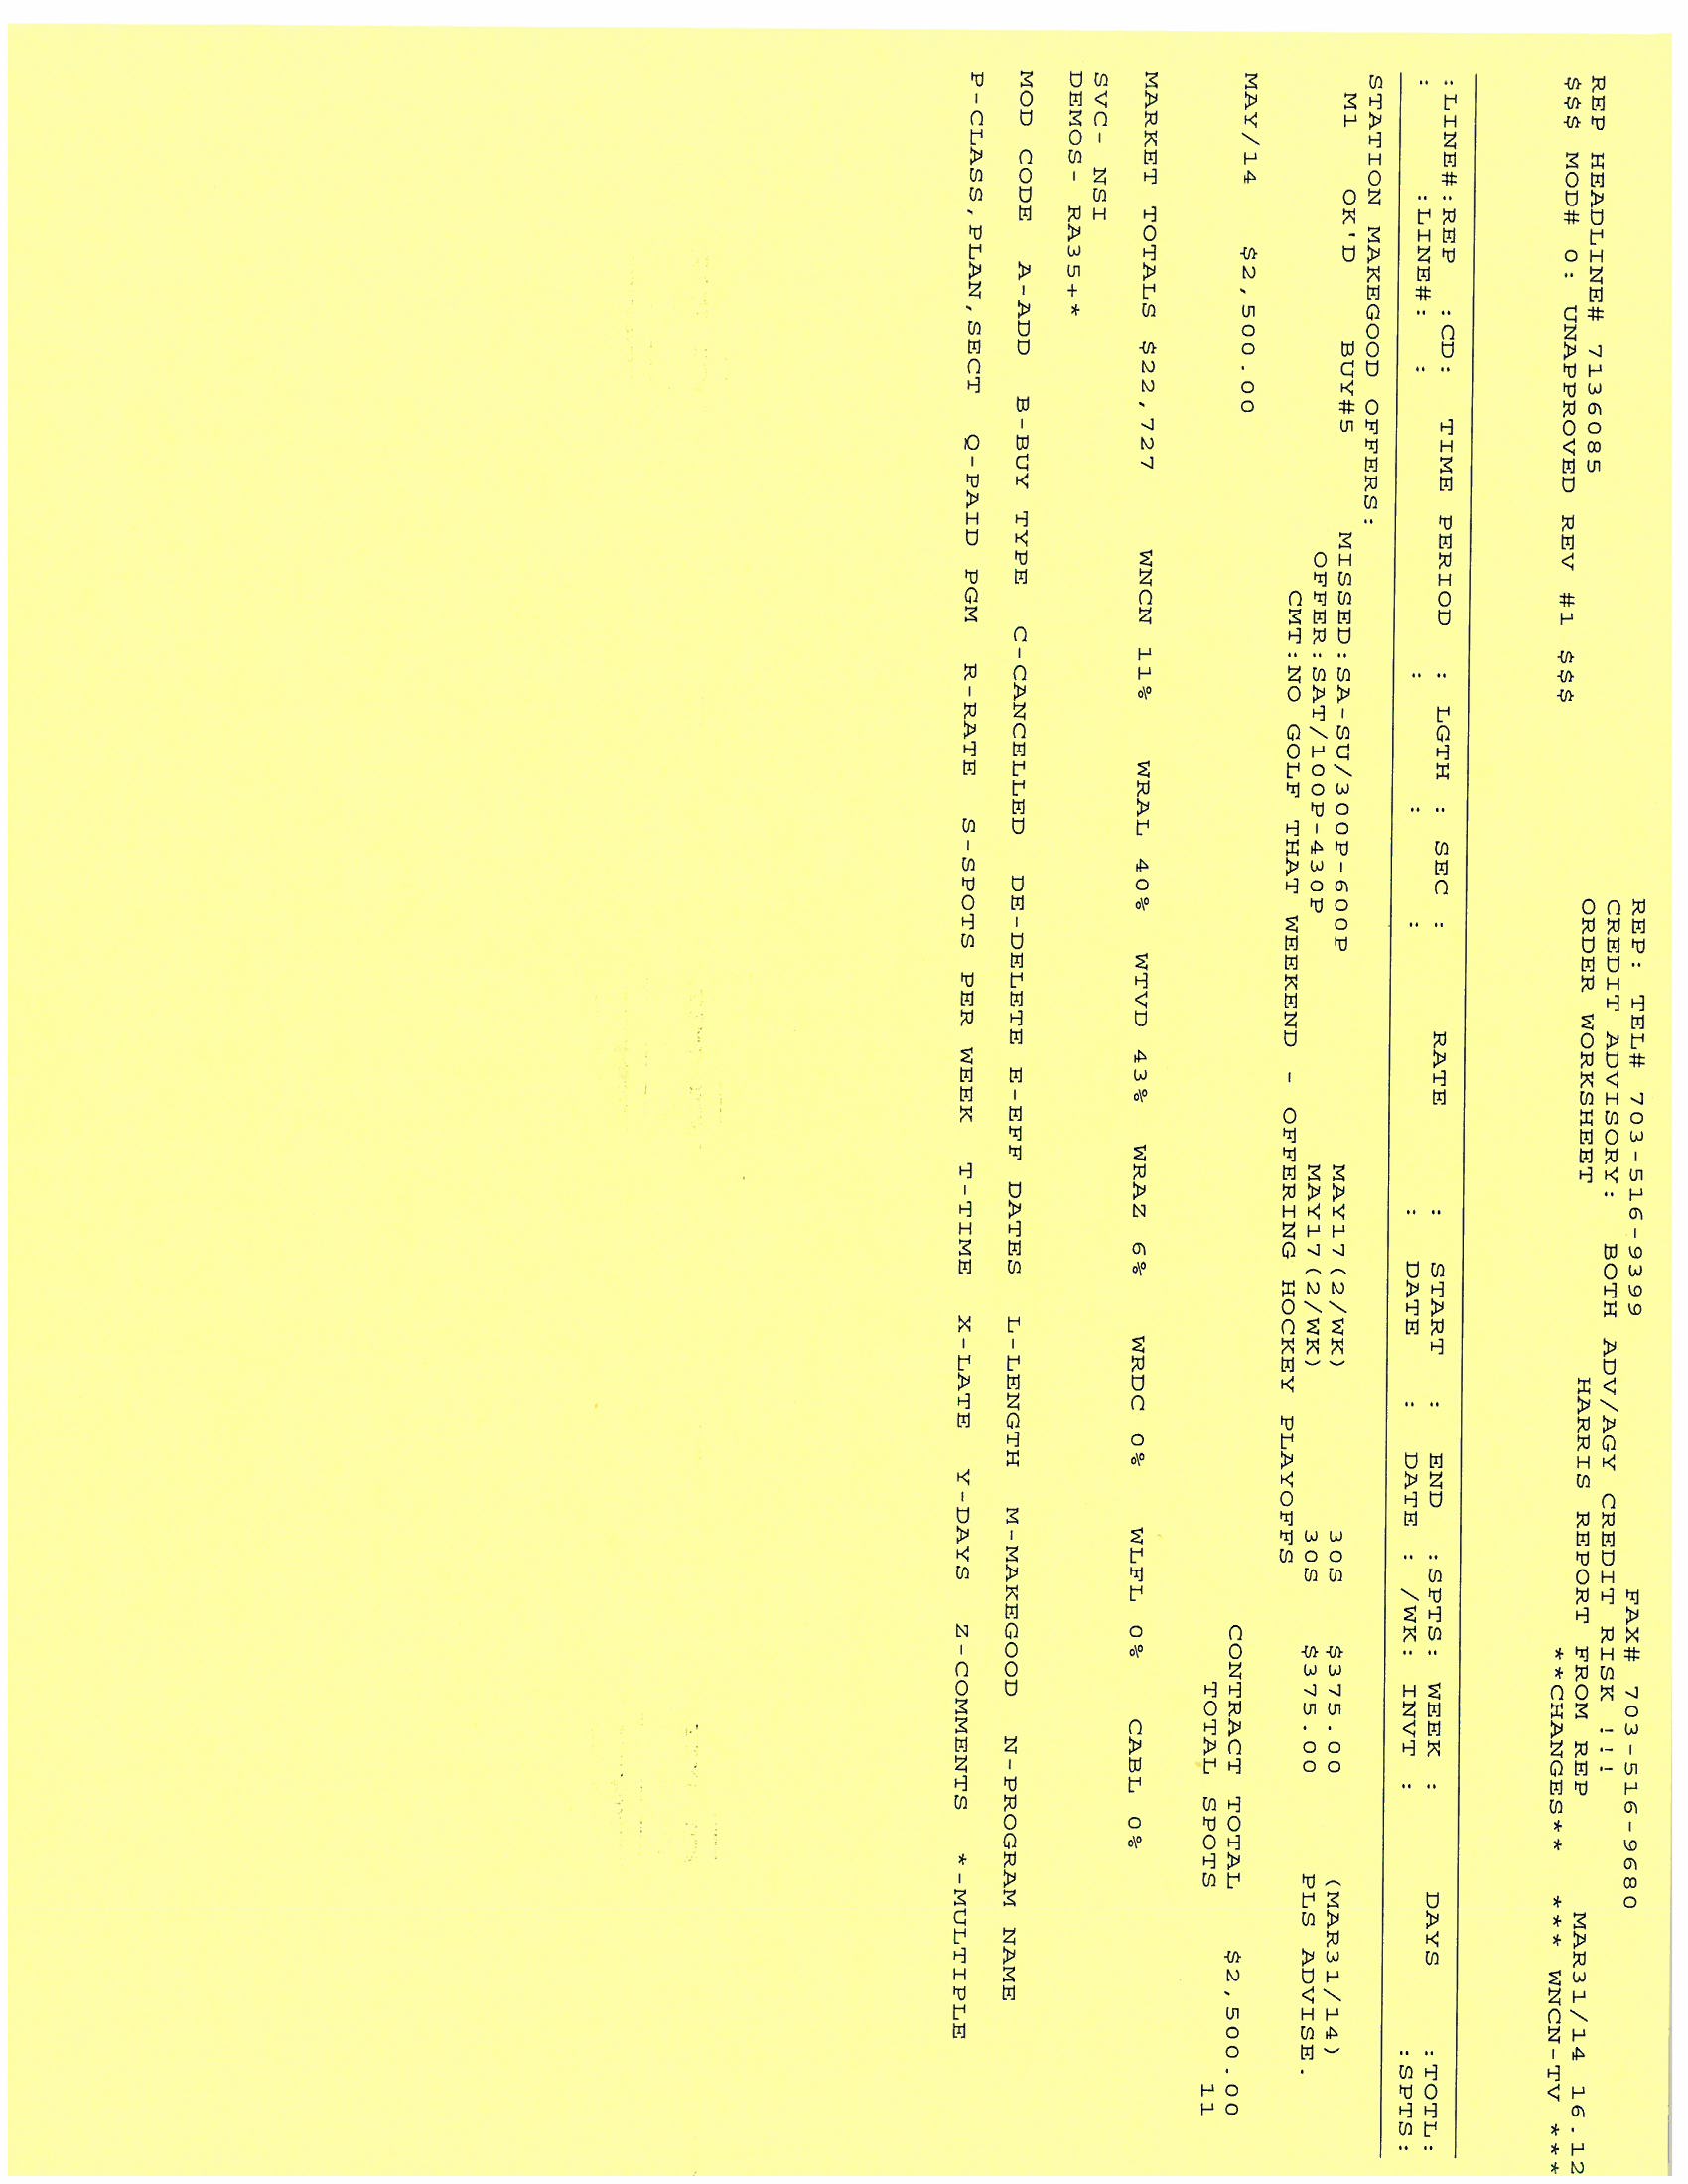 REP: TEL# 703-516-9399 FAX# 703-516-9680
CREDIT ADVISORY: BOTH ADV/AGY CREDIT RISK !!!
REP HEADLINE# 7136085 ORDER WORKSHEET HARRIS REPORT FROM REP MAR31/14 16.12
$$$ MOD# 0: UNAPPROVED REV #1 $$$ **CHANGES** *** WNCN-TV ***
:LINE#:REP :CD: TIME PERIOD : LGTH : SEC : RATE : START : END :SPTS: WEEK : DAYS :TOTL:
: :LINE#: : : : : : DATE : DATE : /WK: INVT : :SPTS:
STATION MAKEGOOD OFFERS:
M1 OK'D BUY#5 MISSED:SA-SU/300P-600P MAY17(2/WK) 30S $375.00 (MAR31/14)
OFFER:SAT/100P-430P MAY17(2/WK) 30S $375.00 PLS ADVISE.
CMT:NO GOLF THAT WEEKEND - OFFERING HOCKEY PLAYOFFS
MAY/14 $2,500.00 CONTRACT TOTAL $2,500.00
TOTAL SPOTS 11
MARKET TOTALS $22,727 WNCN 11% WRAL 40% WTVD 43% WRAZ 6% WRDC 0% WLFL 0% CABL 0%
SVC- NSI
DEMOS- RA35+*
MOD CODE A-ADD B-BUY TYPE C-CANCELLED DE-DELETE E-EFF DATES L-LENGTH M-MAKEGOOD N-PROGRAM NAME
P-CLASS,PLAN,SECT Q-PAID PGM R-RATE S-SPOTS PER WEEK T-TIME X-LATE Y-DAYS Z-COMMENTS *-MULTIPLE